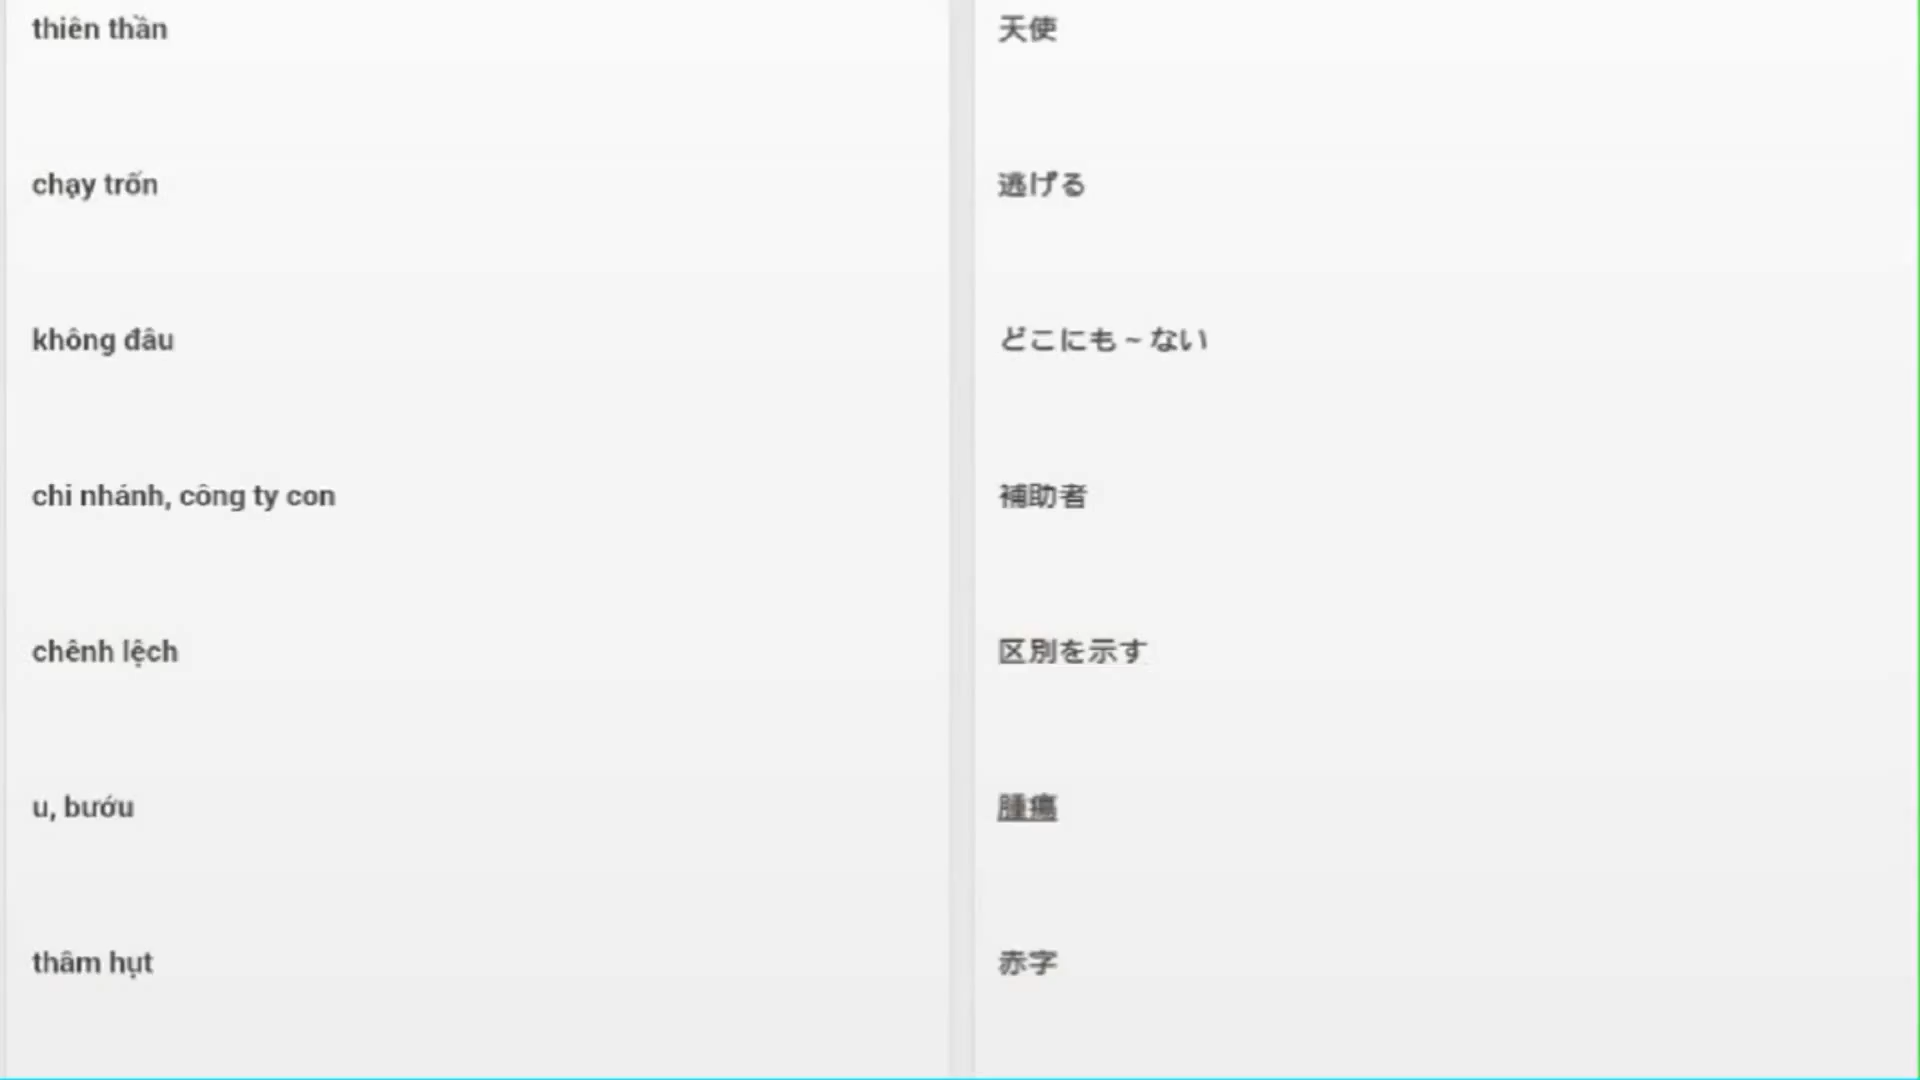 thiên thần 天使
chạy trốn 逃げる
không đâu どこにも ~ ない
chi nhánh, công ty con 補助者
chênh lệch 区別を示す
u, bướu 腫瘍
thâm hụt 赤字